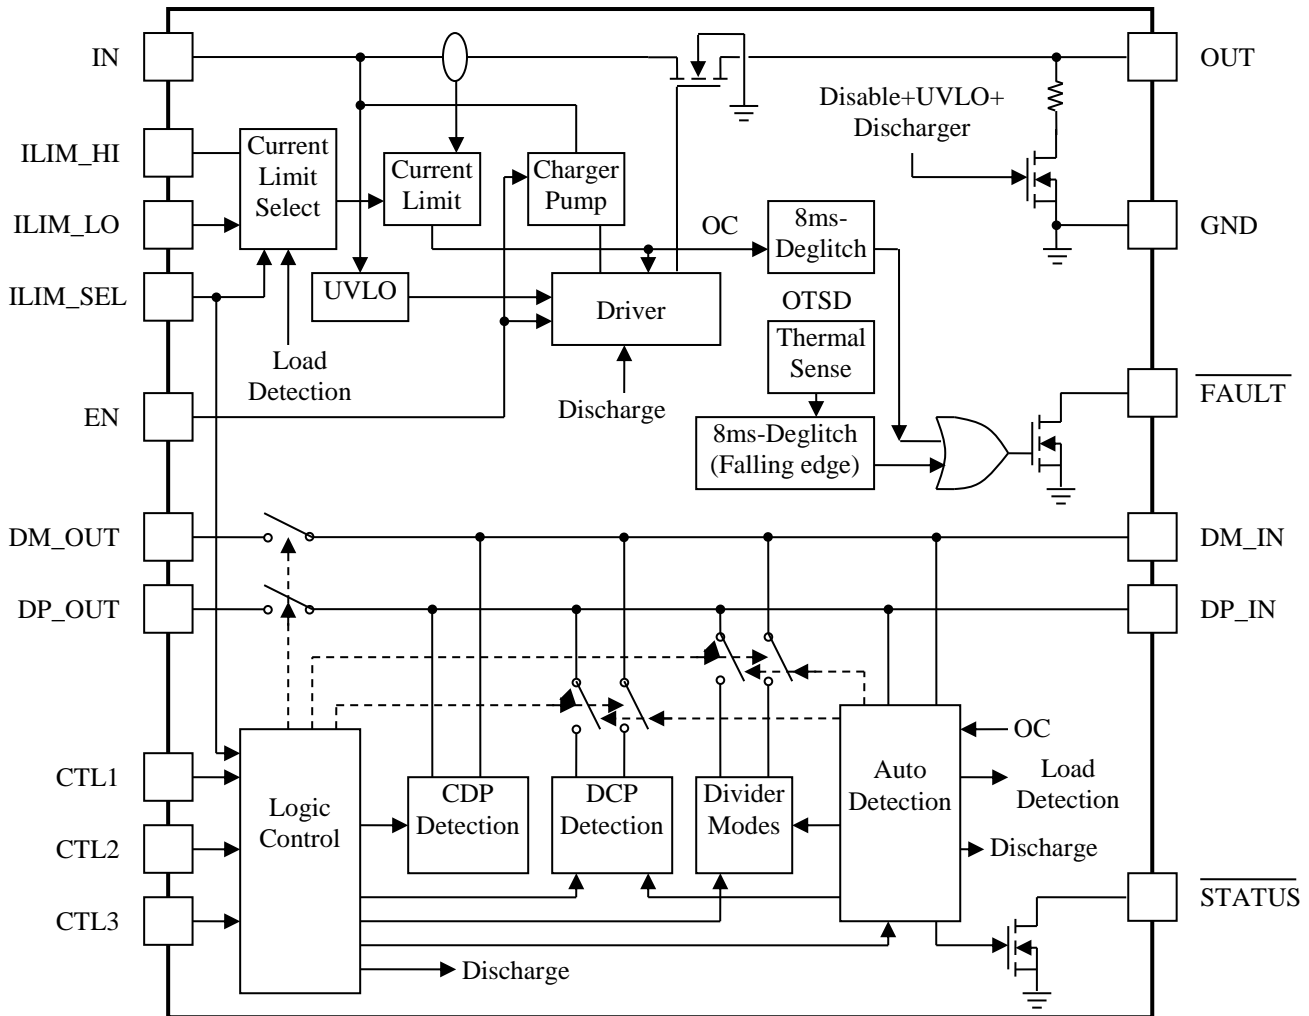 IN
OUT
Disable+UVLO+
Discharger
ILIM_HI
Current
Limit
Select
Current
Limit
Charger
Pump
ILIM_LO
OC
8ms-
Deglitch
GND
ILIM_SEL
UVLO
Driver
OTSD
Thermal
Sense
Load
Detection
Discharge
EN
FAULT
8ms-Deglitch
(Falling edge)
DM_OUT
DM_IN
DP_OUT
DP_IN
OC
CTL1
Logic
Control
CDP
Detection
DCP
Detection
Divider
Modes
Auto
Detection
Load
Detection
CTL2
Discharge
CTL3
STATUS
Discharge